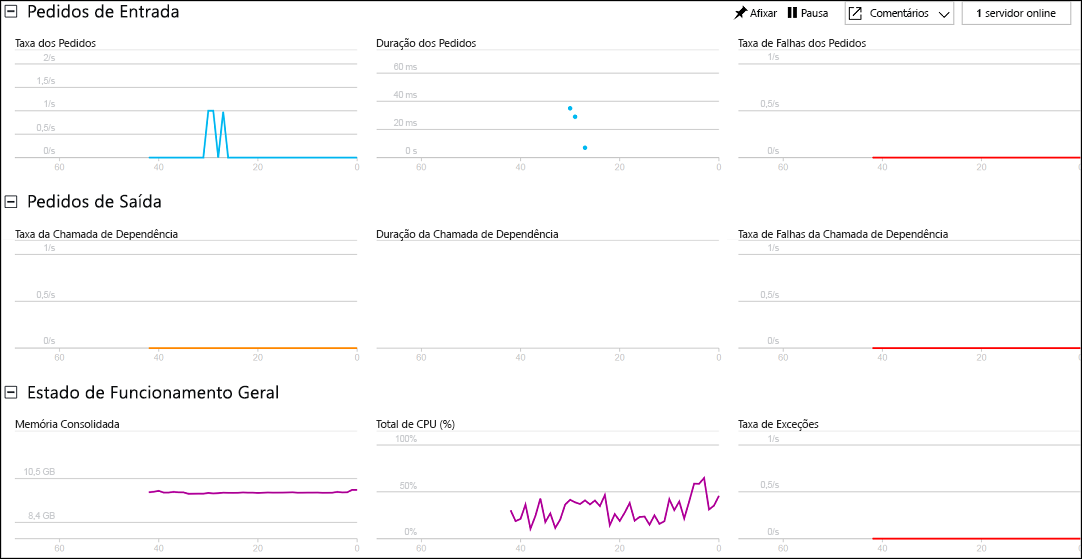 Pedidos de Entrada
Afixar Pausa Comentários 1 servidor online
Taxa dos Pedidos
2/s
1,5/s
1/s
0,5/s
0/s
60 40 20 0
Duração dos Pedidos
60 ms
40 ms
20 ms
0 s
60 40 20 0
Taxa de Falhas dos Pedidos
1/s
0,5/s
0/s
60 40 20
Pedidos de Saída
Taxa da Chamada de Dependência
1/s
0,5/s
0/s
60 40 20 0
Duração da Chamada de Dependência
60 40 20 0
Taxa de Falhas da Chamada de Dependência
1/s
0,5/s
0/s
60 40 20
Estado de Funcionamento Geral
Memória Consolidada
10,5 GB
8,4 GB
60 40 20 0
Total de CPU (%)
100%
50%
0%
60 40 20 0
Taxa de Exceções
1/s
0,5/s
0/s
60 40 20